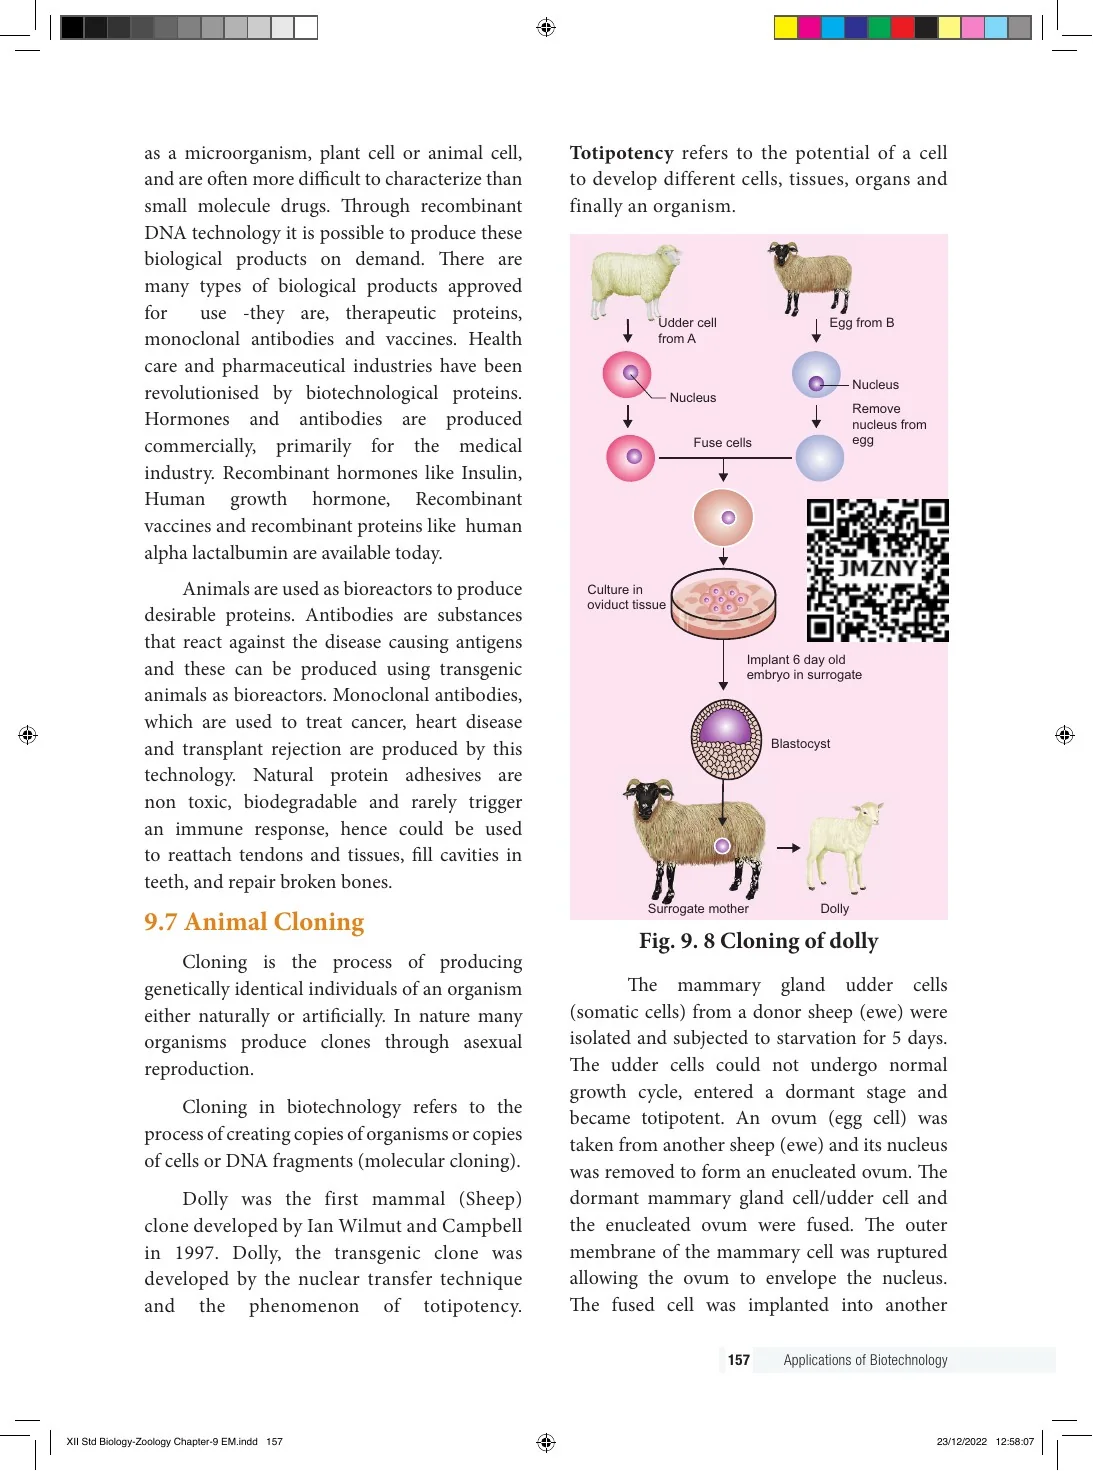 as a microorganism, plant cell or animal cell,
and are often more difficult to characterize than
small molecule drugs. Through recombinant
DNA technology it is possible to produce these
biological products on demand. There are
many types of biological products approved
for use -they are, therapeutic proteins,
monoclonal antibodies and vaccines. Health
care and pharmaceutical industries have been
revolutionised by biotechnological proteins.
Hormones and antibodies are produced
commercially, primarily for the medical
industry. Recombinant hormones like Insulin,
Human growth hormone, Recombinant
vaccines and recombinant proteins like human
alpha lactalbumin are available today.
Animals are used as bioreactors to produce
desirable proteins. Antibodies are substances
that react against the disease causing antigens
and these can be produced using transgenic
animals as bioreactors. Monoclonal antibodies,
which are used to treat cancer, heart disease
and transplant rejection are produced by this
technology. Natural protein adhesives are
non toxic, biodegradable and rarely trigger
an immune response, hence could be used
to reattach tendons and tissues, fill cavities in
teeth, and repair broken bones.
9.7 Animal Cloning
Cloning is the process of producing
genetically identical individuals of an organism
either naturally or artificially. In nature many
organisms produce clones through asexual
reproduction.
Cloning in biotechnology refers to the
process of creating copies of organisms or copies
of cells or DNA fragments (molecular cloning).
Dolly was the first mammal (Sheep)
clone developed by Ian Wilmut and Campbell
in 1997. Dolly, the transgenic clone was
developed by the nuclear transfer technique
and the phenomenon of totipotency.
Totipotency refers to the potential of a cell
to develop different cells, tissues, organs and
finally an organism.
Udder cell
from A
Egg from B
Nucleus
Nucleus
Remove
nucleus from
egg
Fuse cells
JMZNY
Culture in
oviduct tissue
Implant 6 day old
embryo in surrogate
Blastocyst
Surrogate mother
Dolly
Fig. 9. 8 Cloning of dolly
The mammary gland udder cells
(somatic cells) from a donor sheep (ewe) were
isolated and subjected to starvation for 5 days.
The udder cells could not undergo normal
growth cycle, entered a dormant stage and
became totipotent. An ovum (egg cell) was
taken from another sheep (ewe) and its nucleus
was removed to form an enucleated ovum. The
dormant mammary gland cell/udder cell and
the enucleated ovum were fused. The outer
membrane of the mammary cell was ruptured
allowing the ovum to envelope the nucleus.
The fused cell was implanted into another
157 Applications of Biotechnology
XII Std Biology-Zoology Chapter-9 EM.indd 157
23/12/2022 12:58:07